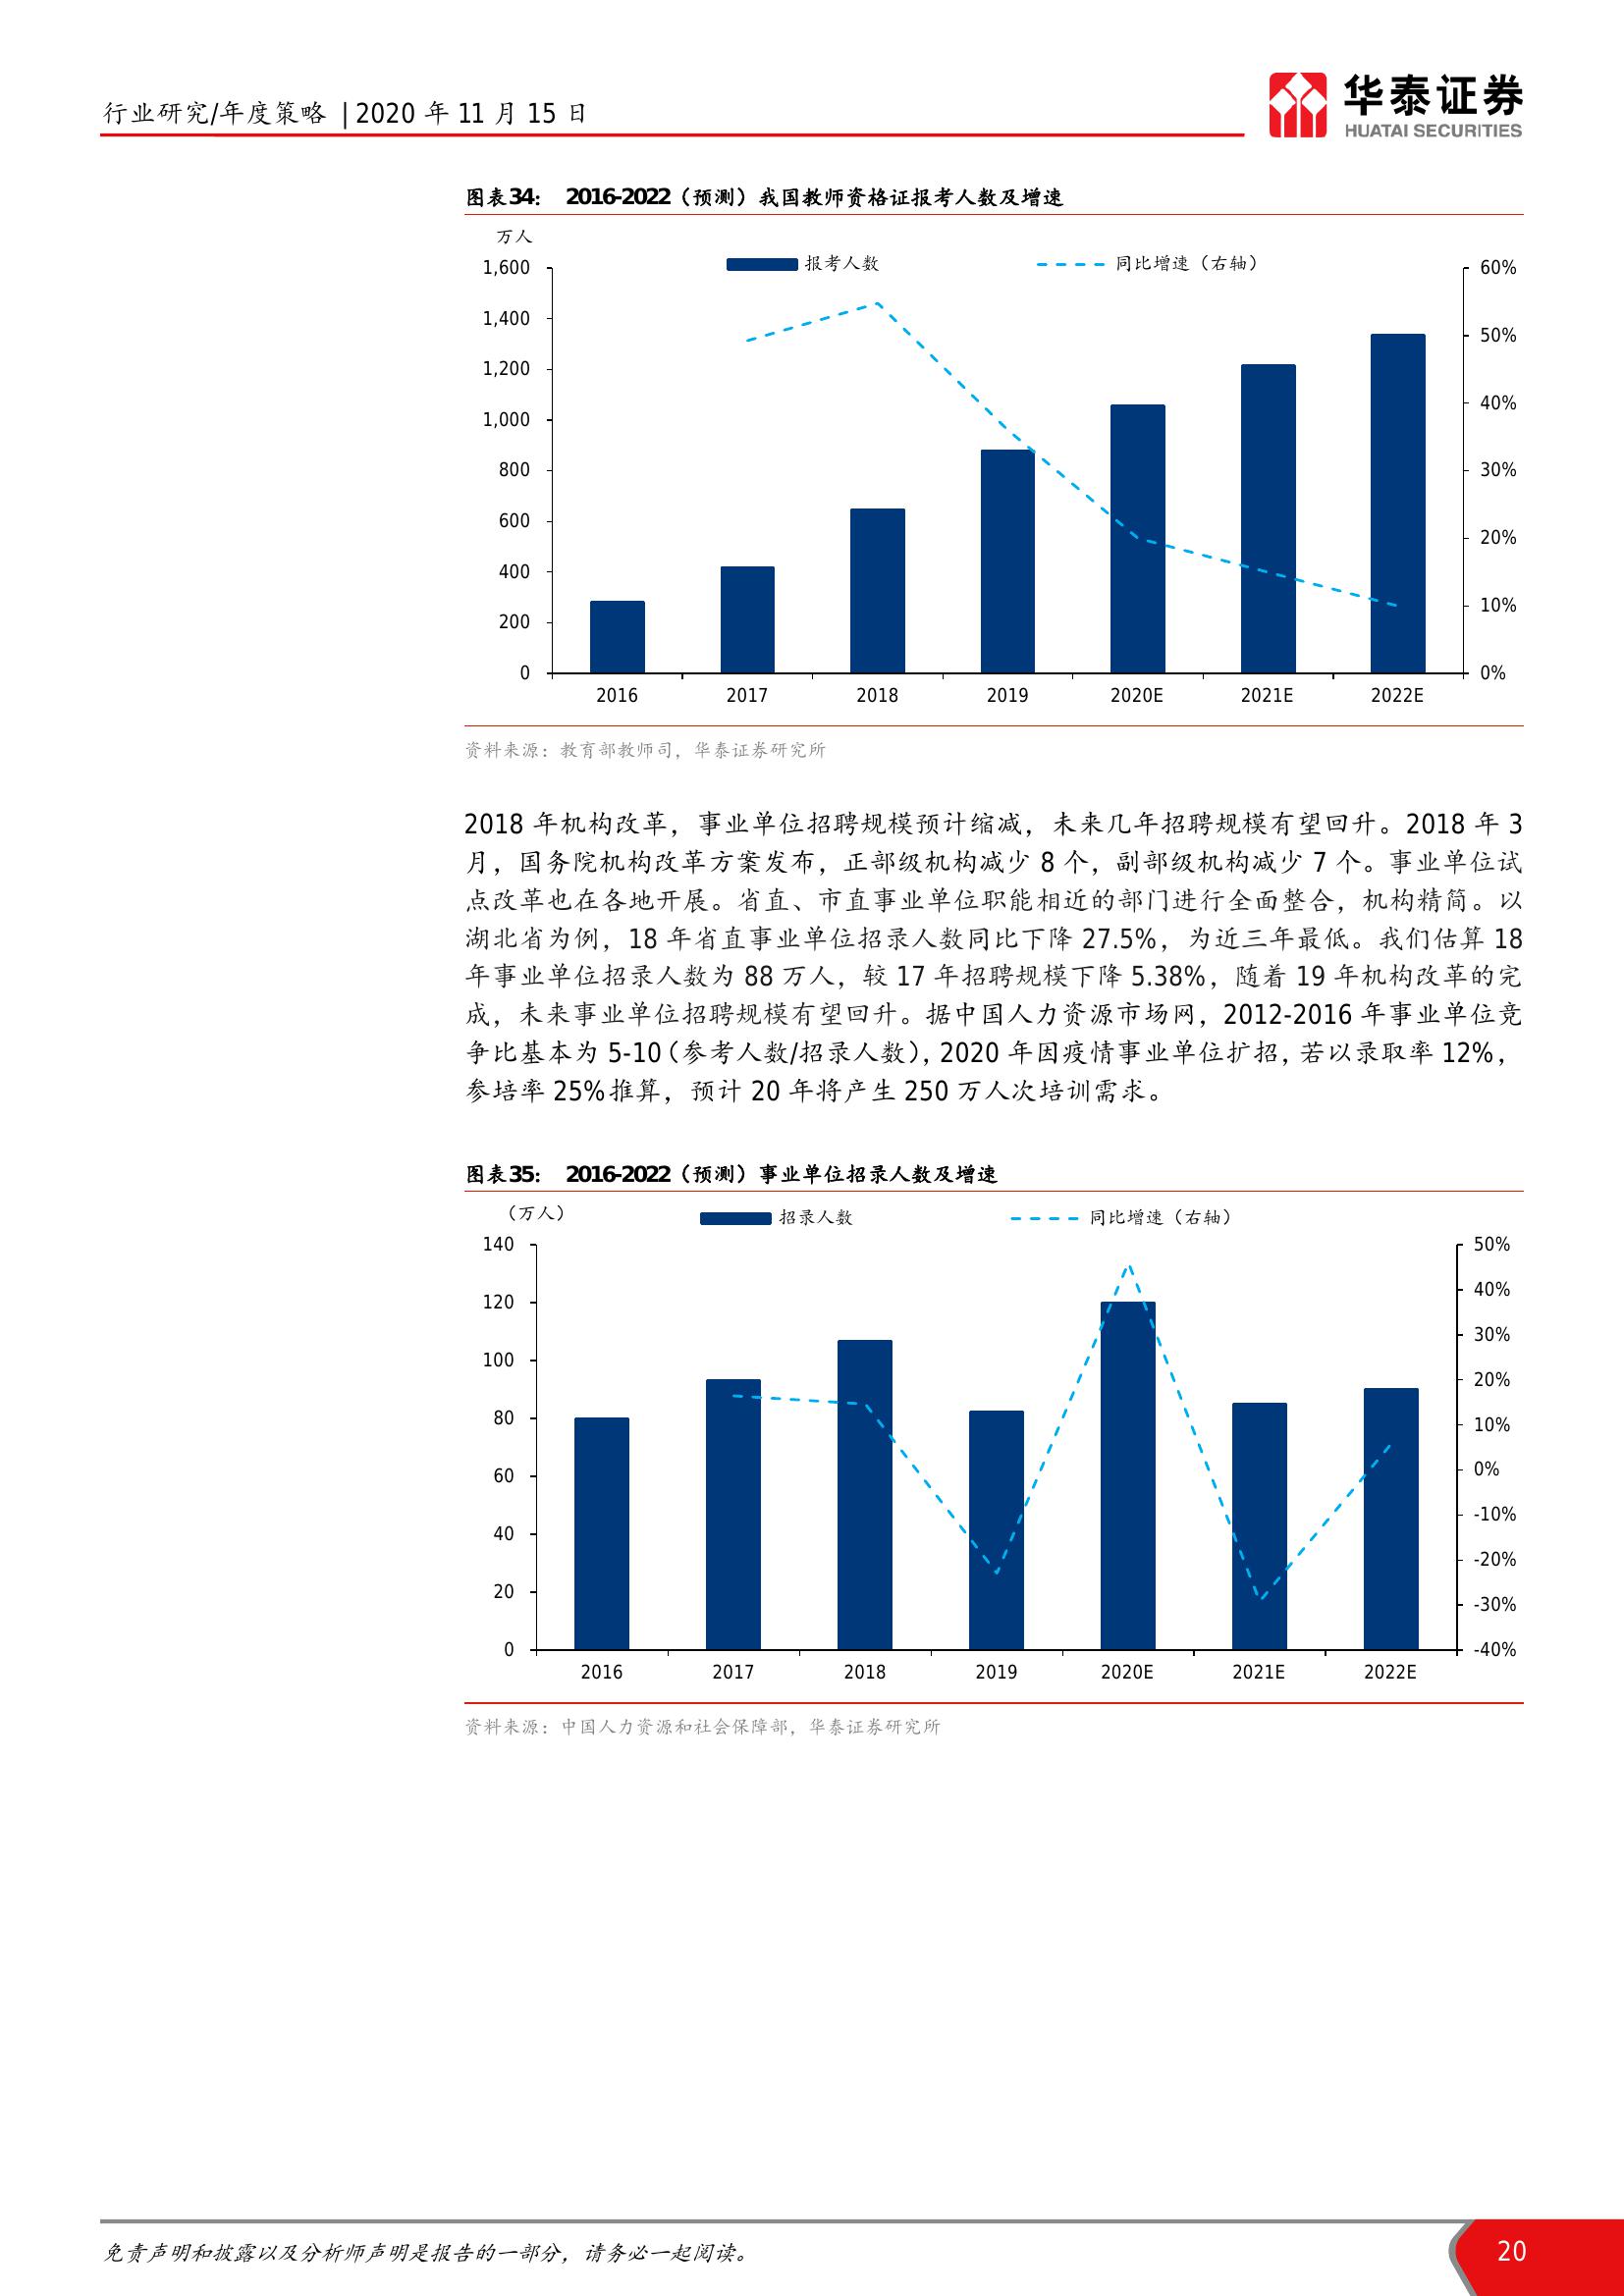 行业研究/年度策略 | 2020 年 11 月 15 日
华泰证券
HUATAI SECURITIES
图表34： 2016-2022（预测）我国教师资格证报考人数及增速
万人
报考人数 同比增速（右轴）
1,600 60%
1,400
50%
1,200
40%
1,000
800 30%
600
20%
400
10%
200
0 0%
2016 2017 2018 2019 2020E 2021E 2022E
资料来源：教育部教师司，华泰证券研究所
2018 年机构改革，事业单位招聘规模预计缩减，未来几年招聘规模有望回升。2018 年 3
月，国务院机构改革方案发布，正部级机构减少 8 个，副部级机构减少 7 个。事业单位试
点改革也在各地开展。省直、市直事业单位职能相近的部门进行全面整合，机构精简。以
湖北省为例，18 年省直事业单位招录人数同比下降 27.5%，为近三年最低。我们估算 18
年事业单位招录人数为 88 万人，较 17 年招聘规模下降 5.38%，随着 19 年机构改革的完
成，未来事业单位招聘规模有望回升。据中国人力资源市场网，2012-2016 年事业单位竞
争比基本为 5-10（参考人数/招录人数），2020 年因疫情事业单位扩招，若以录取率 12%，
参培率 25%推算，预计 20 年将产生 250 万人次培训需求。
图表35： 2016-2022（预测）事业单位招录人数及增速
（万人）
招录人数 同比增速（右轴）
140 50%
40%
120
30%
100
20%
80 10%
60 0%
-10%
40
-20%
20
-30%
0 -40%
2016 2017 2018 2019 2020E 2021E 2022E
资料来源：中国人力资源和社会保障部，华泰证券研究所
免责声明和披露以及分析师声明是报告的一部分，请务必一起阅读。
20